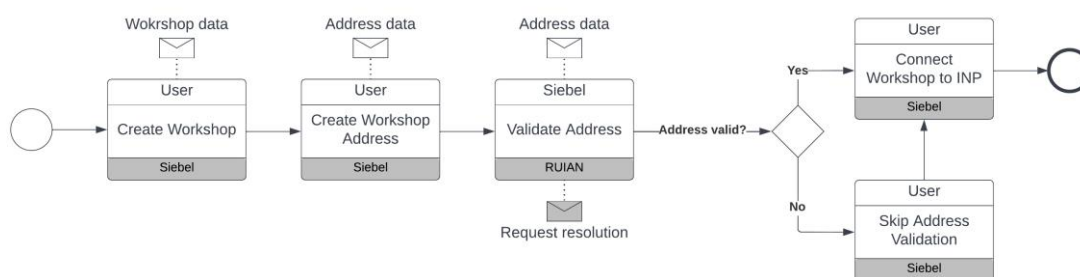 Wokrshop data
User
Create Workshop
Siebel
Address data
User
Create Workshop
Address
Siebel
Address data
Siebel
Validate Address
RUIAN
Request resolution
Address valid?
Yes
No
User
Connect
Workshop to INP
Siebel
User
Skip Address
Validation
Siebel